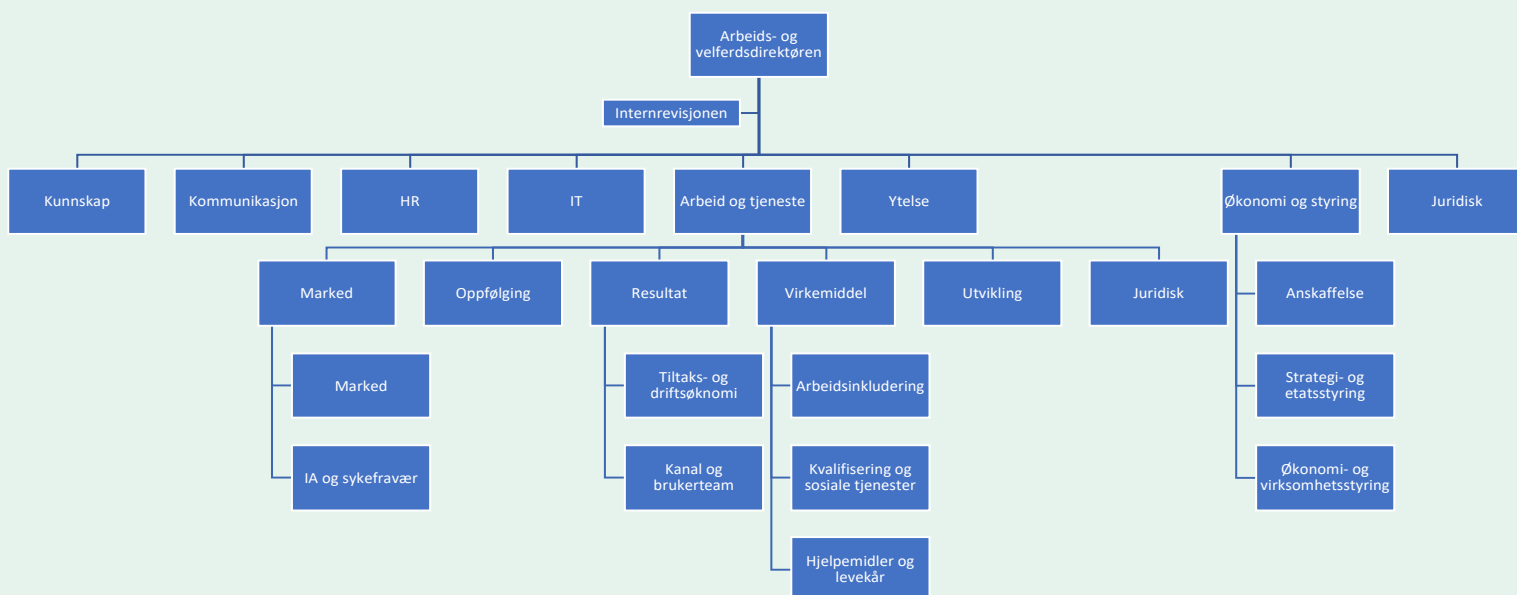 Arbeids- og
velferdsdirektøren
Internrevisjonen
Kunnskap
Kommunikasjon
HR
IT
Arbeid og tjeneste
Ytelse
Økonomi og styring
Juridisk
Marked
Oppfølging
Resultat
Virkemiddel
Utvikling
Juridisk
Anskaffelse
Marked
Tiltaks- og
driftsøknomi
Arbeidsinkludering
Strategi- og
etatsstyring
IA og sykefravær
Kanal og
brukerteam
Kvalifisering og
sosiale tjenester
Økonomi- og
virksomhetsstyring
Hjelpemidler og
levekår